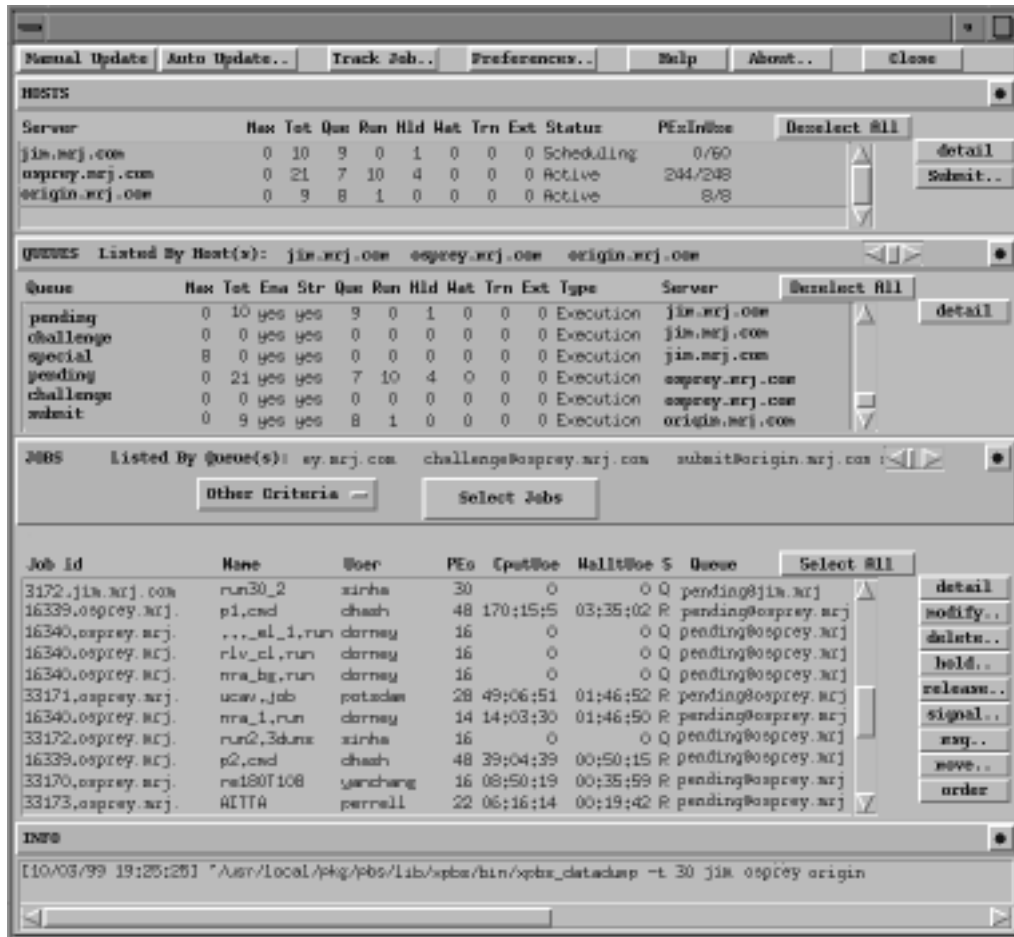 Manual Update Auto Update.. Track Job.. Preferences.. Help About.. Close
HOSTS
Server Max Tot Que Run Hld Wat Trn Ext Status PEsInUse Deselect All
jim.mrj.com 0 10 9 0 1 0 0 0 Scheduling 0/60 detail
osprey.mrj.com 0 21 7 10 4 0 0 0 Active 244/248 Submit..
origin.mrj.com 0 9 8 1 0 0 0 0 Active 8/8
QUEUES Listed By Host(s): jim.mrj.com osprey.mrj.com origin.mrj.com
Queue Max Tot Ena Str Que Run Hld Wat Trn Ext Type Server Deselect All
pending 0 10 yes yes 9 0 1 0 0 0 Execution jim.mrj.com detail
challenge 0 0 yes yes 0 0 0 0 0 0 Execution jim.mrj.com
special 8 0 yes yes 0 0 0 0 0 0 Execution jim.mrj.com
pending 0 21 yes yes 7 10 4 0 0 0 Execution osprey.mrj.com
challenge 0 0 yes yes 0 0 0 0 0 0 Execution osprey.mrj.com
submit 0 9 yes yes 8 1 0 0 0 0 Execution origin.mrj.com
JOBS Listed By Queue(s): ey.mrj.com challenge@osprey.mrj.com submit@origin.mrj.com
Other Criteria Select Jobs
Job id Name User PEs CputUse WalltUse S Queue Select All
3172.jim.mrj.com run30_2 sinha 30 0 0 Q pending@jim.mrj detail
16339.osprey.mrj. p1.cmd dhash 48 170:15:5 03:35:02 R pending@osprey.mrj modify..
16340.osprey.mrj. ..._el_1.run dorney 16 0 0 Q pending@osprey.mrj delete..
16340.osprey.mrj. rlv_cl.run dorney 16 0 0 Q pending@osprey.mrj hold..
16340.osprey.mrj. nra_bg.run dorney 16 0 0 Q pending@osprey.mrj
33171.osprey.mrj. ucav.job potsdam 28 49:06:51 01:46:52 R pending@osprey.mrj release..
16340.osprey.mrj. nra_1.run dorney 14 14:03:30 01:46:50 R pending@osprey.mrj signal..
33172.osprey.mrj. sinha 16 0 0 Q pending@osprey.mrj msg..
16339.osprey.mrj. p2.cmd dhash 48 39:04:39 00:50:15 R pending@osprey.mrj move..
33170.osprey.mrj. re180T108 yanchang 16 08:50:19 00:35:59 R pending@osprey.mrj order
33173.osprey.mrj. AITTA perrell 22 06:16:14 00:19:42 R pending@osprey.mrj
INFO
[10/03/99 19:25:25] "/usr/local/pkg/pbs/lib/xpbs/bin/xpbs_datadump -t 30 jim osprey origin